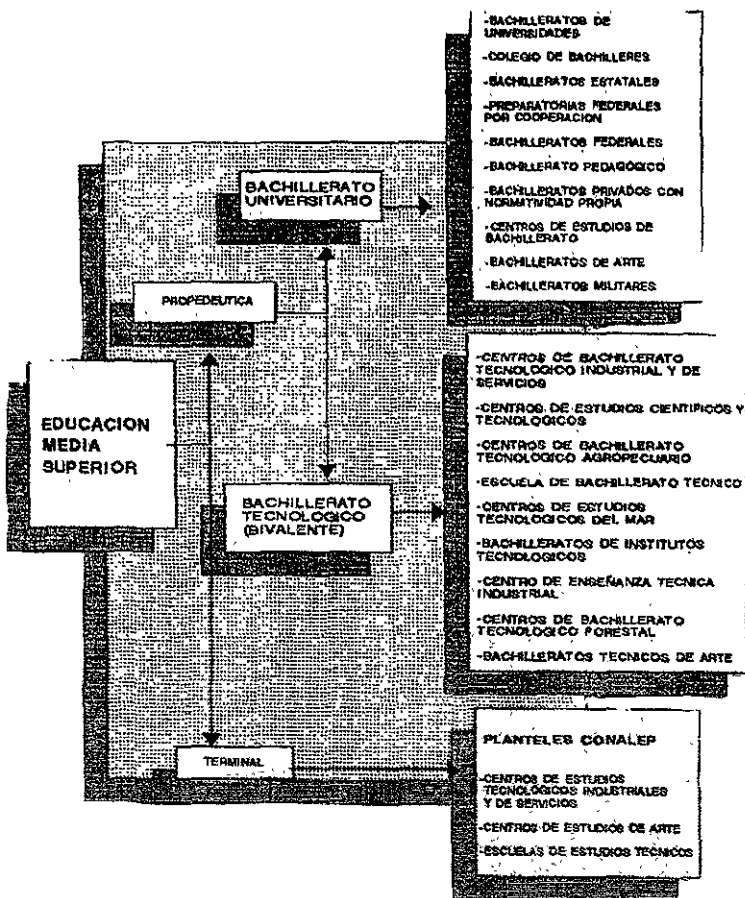 -BACHILLERATOS DE
UNIVERSIDADES
-COLEGIO DE BACHILLERES
-BACHILLERATOS ESTATALES
-PREPARATORIAS FEDERALES
POR COOPERACION
-BACHILLERATOS FEDERALES
-BACHILLERATO PEDAGÓGICO
-BACHILLERATOS PRIVADOS CON
NORMATIVIDAD PROPIA
-CENTROS DE ESTUDIOS DE
BACHILLERATO
-BACHILLERATOS DE ARTE
-BACHILLERATOS MILITARES
BACHILLERATO
UNIVERSITARIO
PROPEDEUTICA
EDUCACION
MEDIA
SUPERIOR
BACHILLERATO
TECNOLOGICO
(BIVALENTE)
-CENTROS DE BACHILLERATO
TECNOLOGICO INDUSTRIAL Y DE
SERVICIOS
-CENTROS DE ESTUDIOS CIENTIFICOS Y
TECNOLOGICOS
-CENTROS DE BACHILLERATO
TECNOLOGICO AGROPECUARIO
-ESCUELA DE BACHILLERATO TECNICO
-CENTROS DE ESTUDIOS
TECNOLOGICOS DEL MAR
-BACHILLERATOS DE INSTITUTOS
TECNOLOGICOS
-CENTRO DE ENSEÑANZA TECNICA
INDUSTRIAL
-CENTROS DE BACHILLERATO
TECNOLOGICO FORESTAL
-BACHILLERATOS TECNICOS DE ARTE
TERMINAL
PLANTELES CONALEP
-CENTROS DE ESTUDIOS
TECNOLÓGICOS INDUSTRIALES
Y DE SERVICIOS
-CENTROS DE ESTUDIOS DE ARTE
-ESCUELAS DE ESTUDIOS TECNICOS